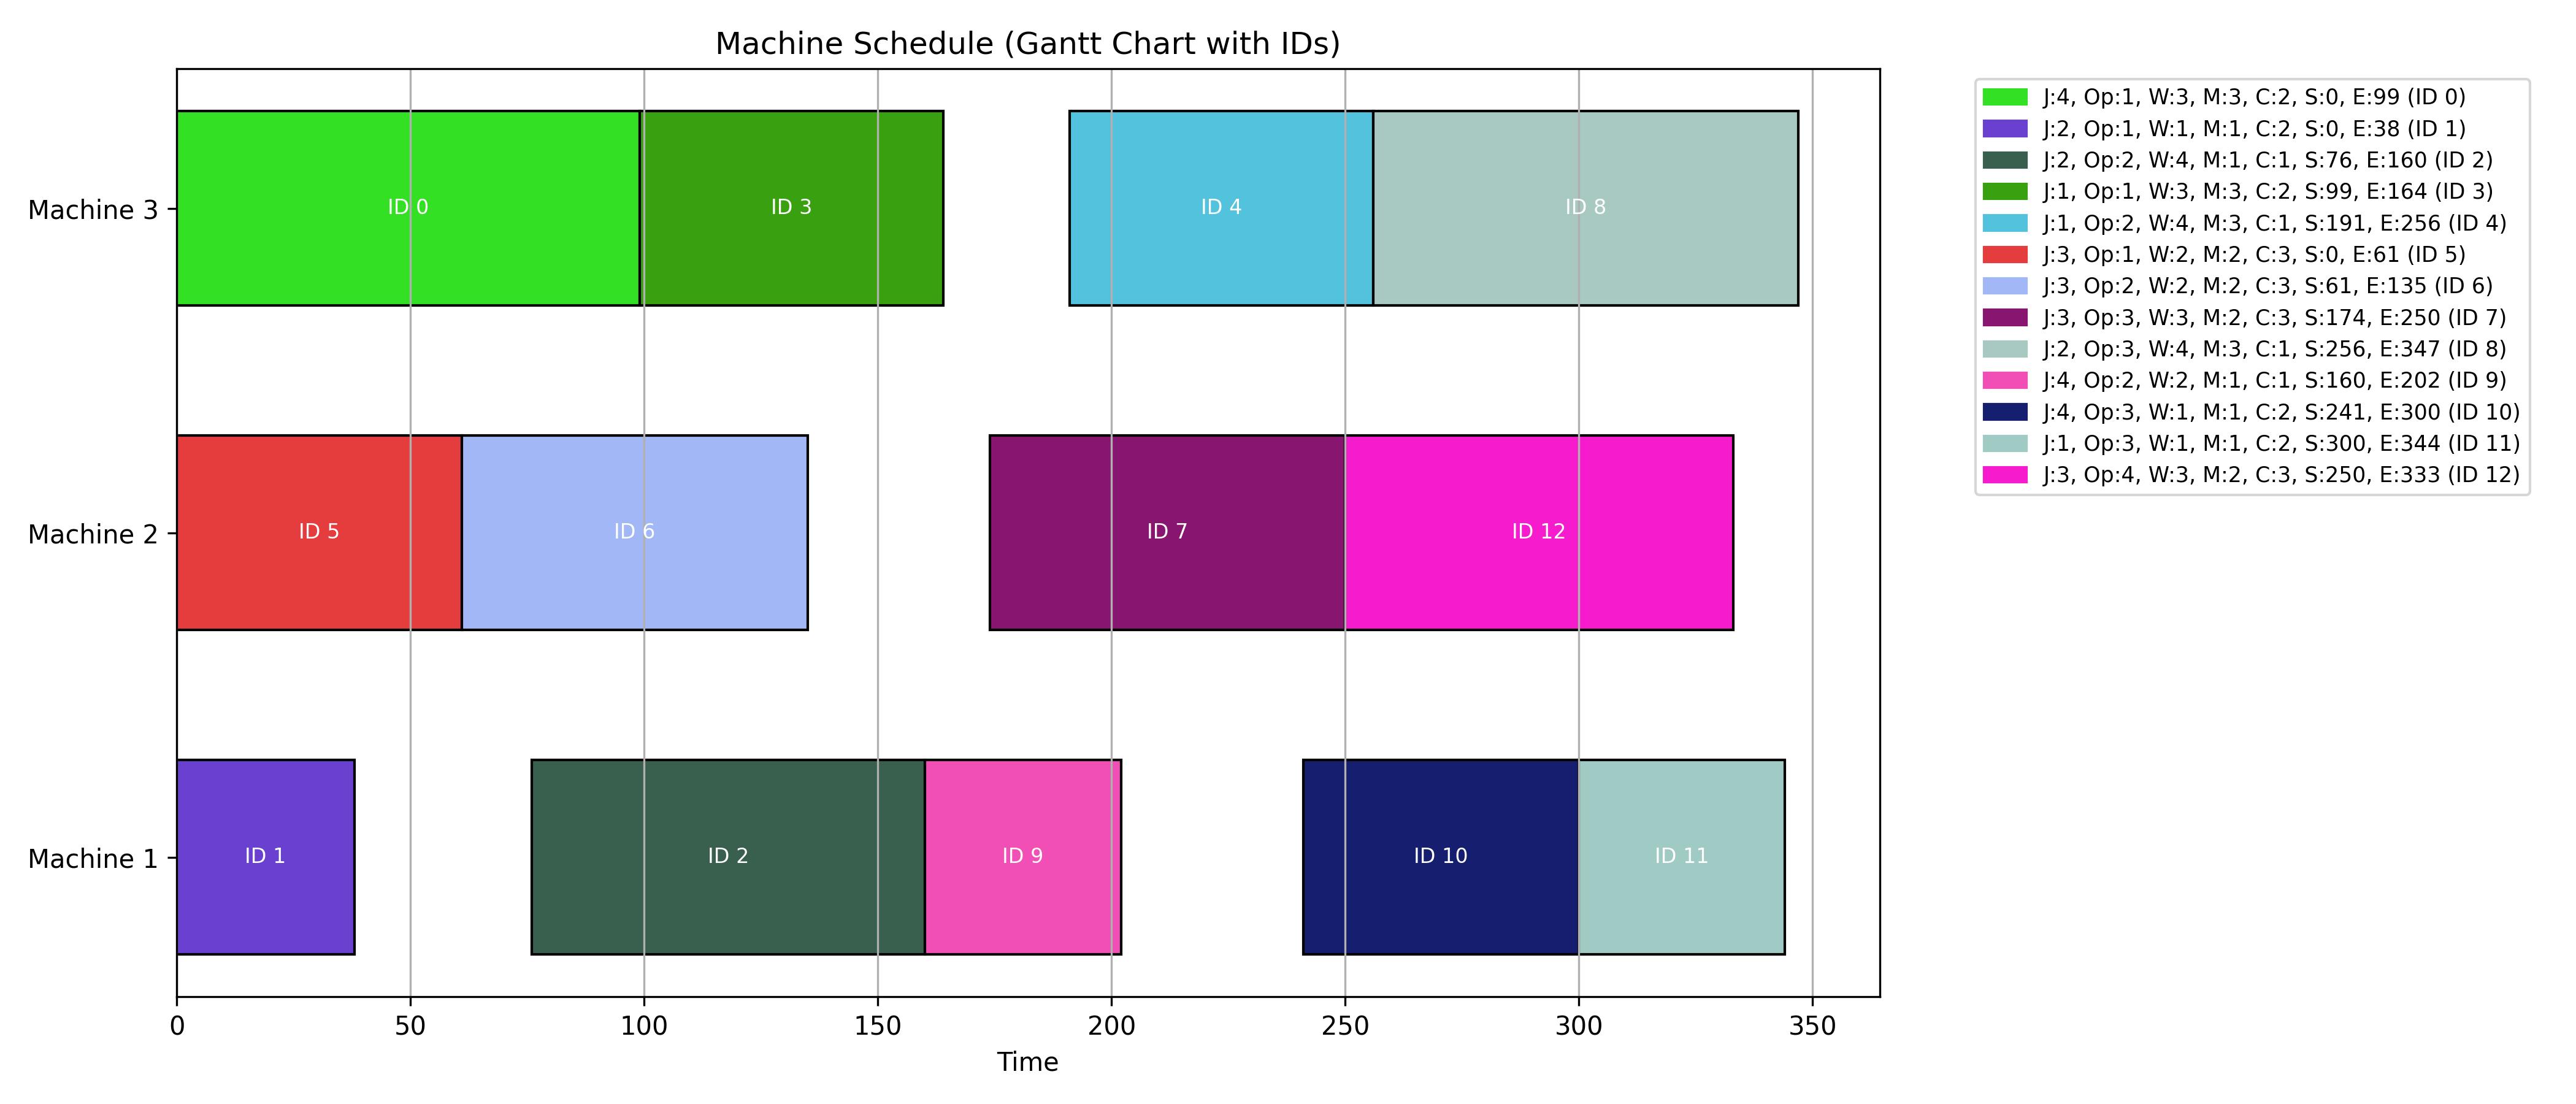 Machine Schedule (Gantt Chart with IDs)
Machine 3
ID 0
ID 3
ID 4
ID 8
Machine 2
ID 5
ID 6
ID 7
ID 12
Machine 1
ID 1
ID 2
ID 9
ID 10
ID 11
0 50 100 150 200 250 300 350
Time
J:4, Op:1, W:3, M:3, C:2, S:0, E:99 (ID 0)
J:2, Op:1, W:1, M:1, C:2, S:0, E:38 (ID 1)
J:2, Op:2, W:4, M:1, C:1, S:76, E:160 (ID 2)
J:1, Op:1, W:3, M:3, C:2, S:99, E:164 (ID 3)
J:1, Op:2, W:4, M:3, C:1, S:191, E:256 (ID 4)
J:3, Op:1, W:2, M:2, C:3, S:0, E:61 (ID 5)
J:3, Op:2, W:2, M:2, C:3, S:61, E:135 (ID 6)
J:3, Op:3, W:3, M:2, C:3, S:174, E:250 (ID 7)
J:2, Op:3, W:4, M:3, C:1, S:256, E:347 (ID 8)
J:4, Op:2, W:2, M:1, C:1, S:160, E:202 (ID 9)
J:4, Op:3, W:1, M:1, C:2, S:241, E:300 (ID 10)
J:1, Op:3, W:1, M:1, C:2, S:300, E:344 (ID 11)
J:3, Op:4, W:3, M:2, C:3, S:250, E:333 (ID 12)